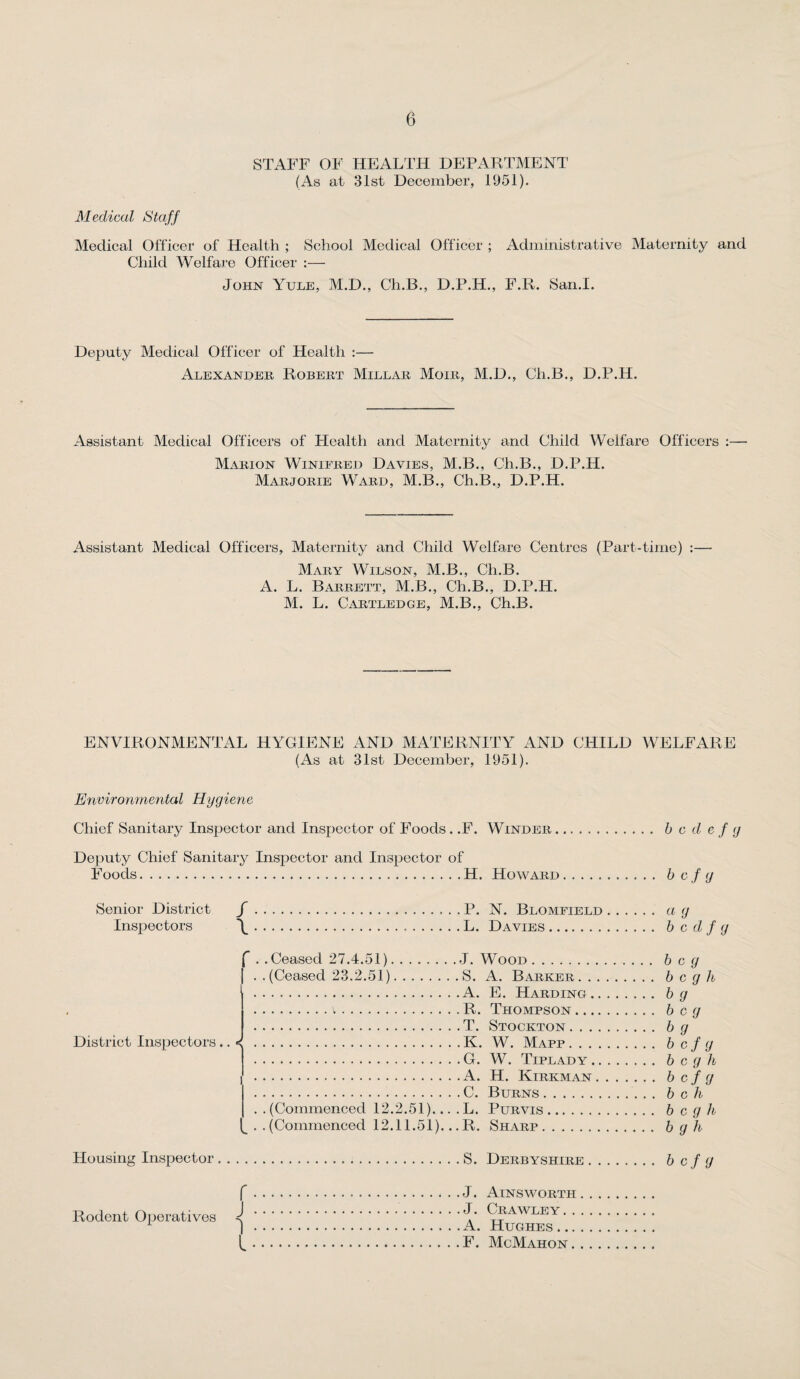 6
STAFF OF HEALTH DEPARTMENT
(As at 31st December, 1951).
Medical Staff
Medical Officer of Health ; School Medical Officer ; Administrative Maternity and
Child Welfare Officer :—
John Yule, M.D., Ch.B., D.P.H., F.R. San.I.
Deputy Medical Officer of Health :—
Alexander Robert Millar Moir, M.D., Ch.B., D.P.H.
Assistant Medical Officers of Health and Maternity and Child Welfare Officers :—
Marion Winifred Davies, M.B., Ch.B., D.P.H.
Marjorie Ward, M.B., Ch.B., D.P.H.
Assistant Medical Officers, Maternity and Child Welfare Centres (Part-time) :—
Mary Wilson, M.B., Ch.B.
A. L. Barrett, M.B., Ch.B., D.P.H.
M. L. Cartledge, M.B., Ch.B.
ENVIRONMENTAL HYGIENE AND MATERNITY AND CHILD WELFARE
(As at 31st December, 1951).
Environmental Hygiene
Chief Sanitary Inspector and Inspector of Foods..F. Winder............ b c d e f g
Deputy Chief Sanitary Inspector and Inspector of
Foods....................................H. Howard........... b c f g
Senior District { .......................P. N. Blomfield...... a g
Inspectors { .......................L. Davies............. b c d f g
..Ceased 27.4.51)........J. Wood.............. b c g
..(Ceased 23.2.51)........S. A. Barker......... b c g h
.......................A. E. Harding........ b g
.......................R. Thompson.......... b c g
.......................T. Stockton.......... b g
District Inspectors.. { .......................K. W. Mapp.......... b c f g
.......................G. W. Tiplady........ b c g h
.......................A. H. Kirkman....... b c f g
.......................C. Burns............. b c h
..(Commenced 12.2.51)....L. Purvis............ b c g h
..(Commenced 12.11.51)...R. Sharp............. b g h
Housing Inspector...........................S. Derbyshire........ b c f g
.......................J. Ainsworth.........
Rodent Operatives { .......................J. Crawley...........
.......................A. Hughes...........
.......................F. McMahon..........